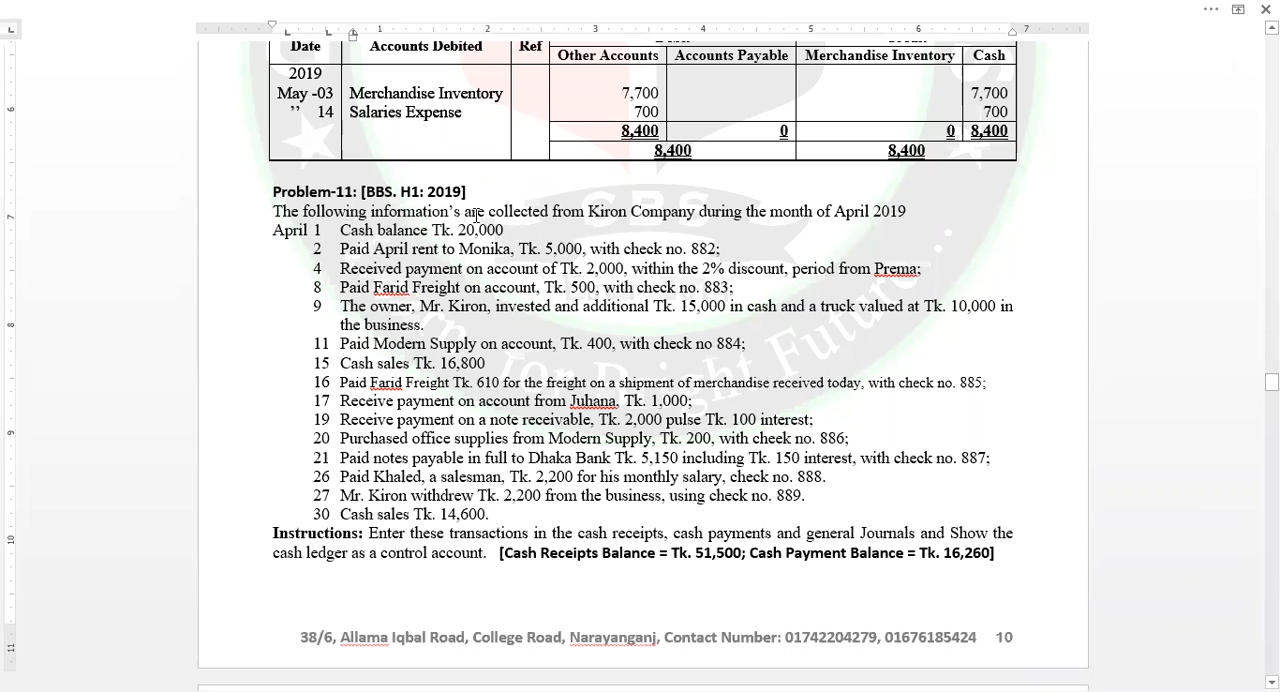 Date Accounts Debited Ref
Other Accounts Accounts Payable Merchandise Inventory Cash
2019
May -03 Merchandise Inventory 7,700 7,700
’’ 14 Salaries Expense 700 700
8,400 0 0 8,400
8,400 8,400
Problem-11: [BBS. H1: 2019]
The following information’s are collected from Kiron Company during the month of April 2019
April 1 Cash balance Tk. 20,000
2 Paid April rent to Monika, Tk. 5,000, with check no. 882;
4 Received payment on account of Tk. 2,000, within the 2% discount, period from Prema;
8 Paid Farid Freight on account, Tk. 500, with check no. 883;
9 The owner, Mr. Kiron, invested and additional Tk. 15,000 in cash and a truck valued at Tk. 10,000 in
the business.
11 Paid Modern Supply on account, Tk. 400, with check no 884;
15 Cash sales Tk. 16,800
16 Paid Farid Freight Tk. 610 for the freight on a shipment of merchandise received today, with check no. 885;
17 Receive payment on account from Juhana, Tk. 1,000;
19 Receive payment on a note receivable, Tk. 2,000 pulse Tk. 100 interest;
20 Purchased office supplies from Modern Supply, Tk. 200, with cheek no. 886;
21 Paid notes payable in full to Dhaka Bank Tk. 5,150 including Tk. 150 interest, with check no. 887;
26 Paid Khaled, a salesman, Tk. 2,200 for his monthly salary, check no. 888.
27 Mr. Kiron withdrew Tk. 2,200 from the business, using check no. 889.
30 Cash sales Tk. 14,600.
Instructions: Enter these transactions in the cash receipts, cash payments and general Journals and Show the
cash ledger as a control account. [Cash Receipts Balance = Tk. 51,500; Cash Payment Balance = Tk. 16,260]
38/6, Allama Iqbal Road, College Road, Narayanganj, Contact Number: 01742204279, 01676185424 10